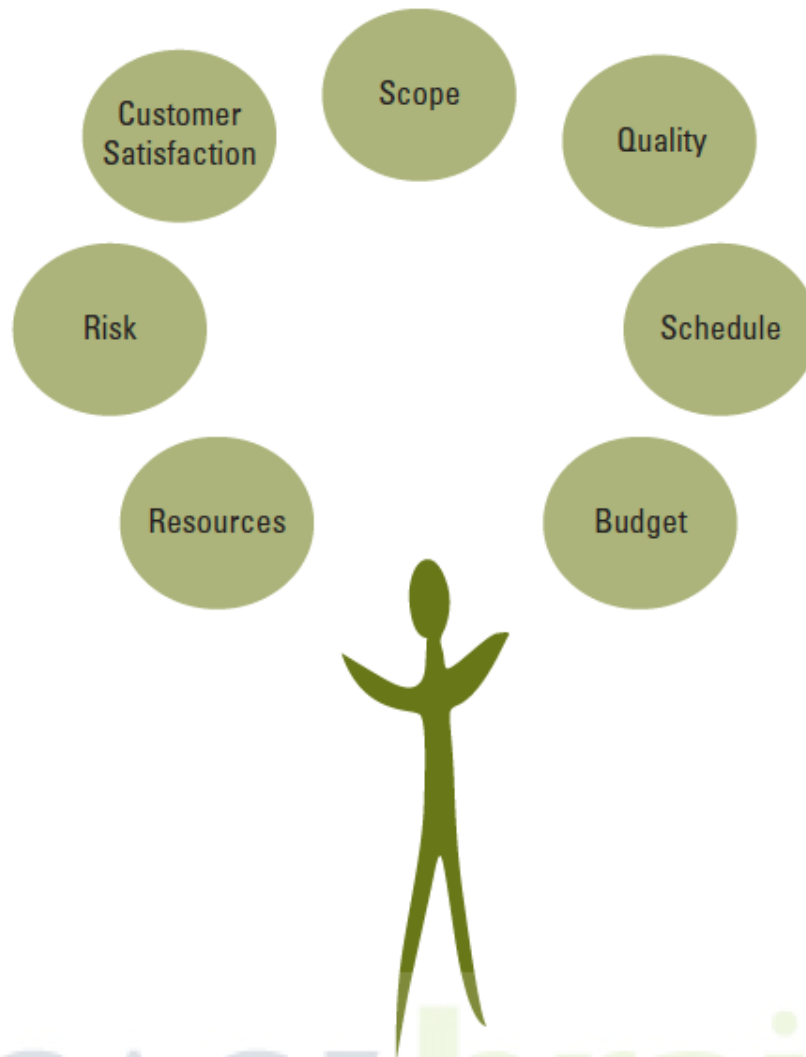 Scope
Customer
Satisfaction
Quality
Risk
Schedule
Resources
Budget